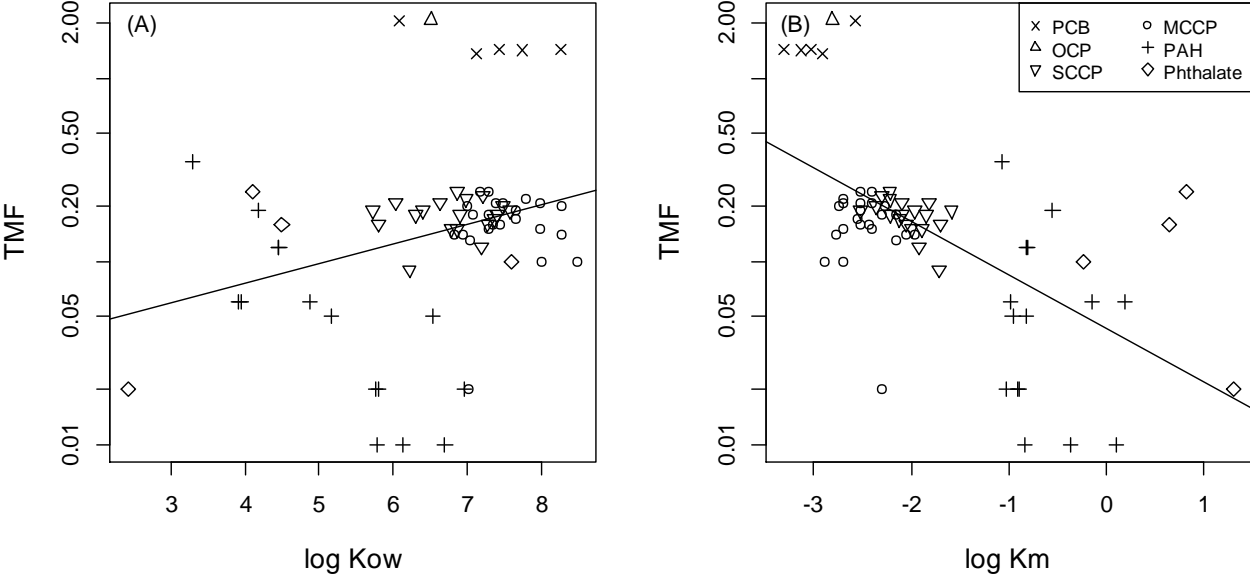 (A)
TMF
2.00
0.50
0.20
0.05
0.01
3 4 5 6 7 8
log Kow
(B)
PCB MCCP
OCP PAH
SCCP Phthalate
TMF
2.00
0.50
0.20
0.05
0.01
-3 -2 -1 0 1
log Km